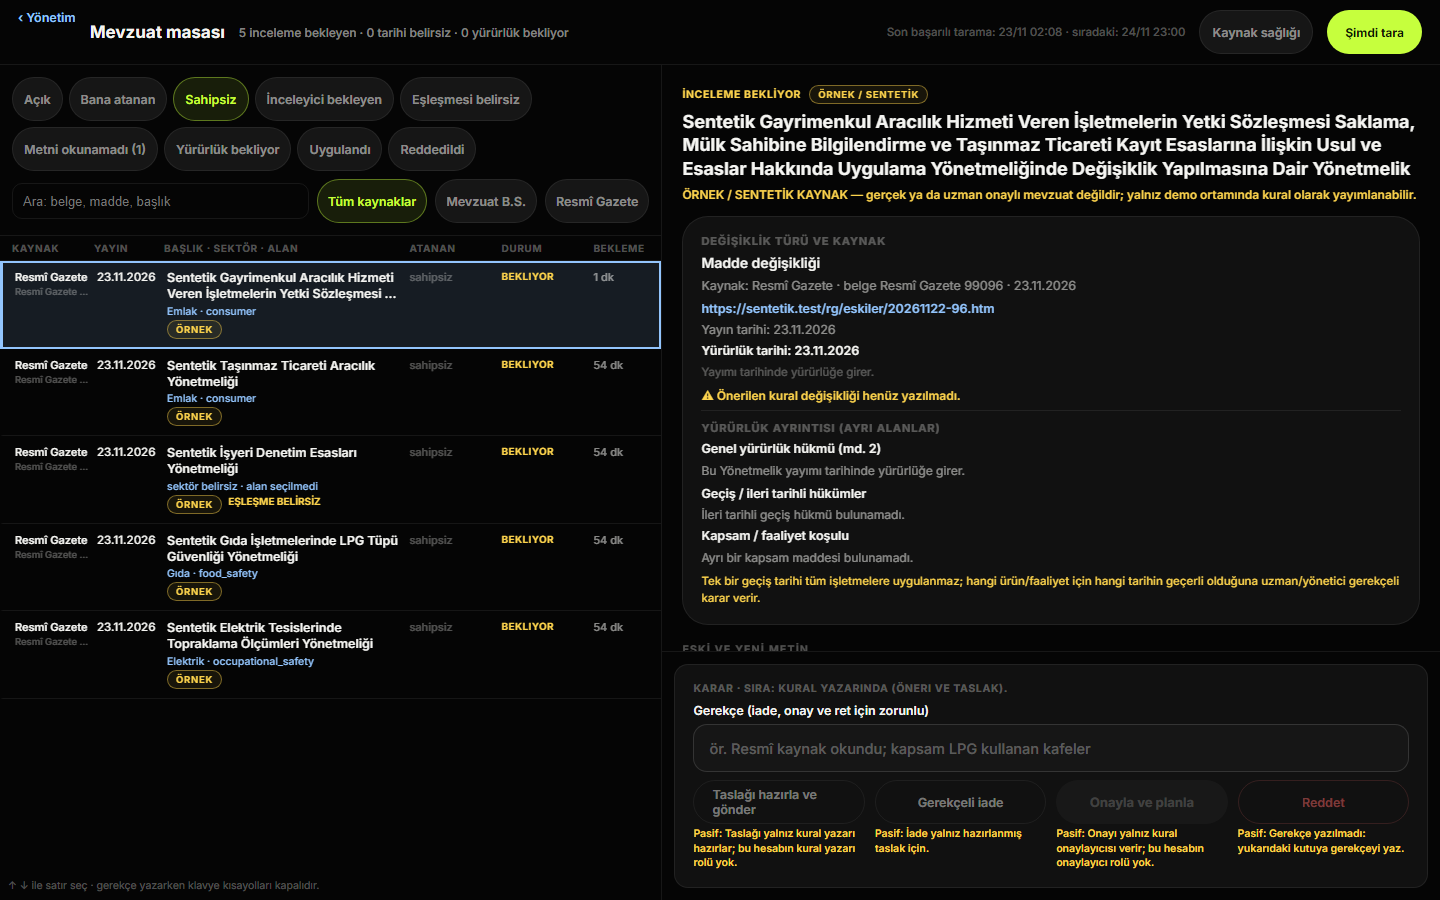 ‹ Yönetim
Mevzuat masası
5 inceleme bekleyen · 0 tarihi belirsiz · 0 yürürlük bekliyor
Son başarılı tarama: 23/11 02:08 · sıradaki: 24/11 23:00
Kaynak sağlığı
Şimdi tara
Açık
Bana atanan
Sahipsiz
İnceleyici bekleyen
Eşleşmesi belirsiz
Metni okunamadı (1)
Yürürlük bekliyor
Uygulandı
Reddedildi
Ara: belge, madde, başlık
Tüm kaynaklar
Mevzuat B.S.
Resmî Gazete
KAYNAK
YAYIN
BAŞLIK · SEKTÖR · ALAN
ATANAN
DURUM
BEKLEME
Resmî Gazete
Resmî Gazete ...
23.11.2026
Sentetik Gayrimenkul Aracılık Hizmeti
Veren İşletmelerin Yetki Sözleşmesi ...
Emlak · consumer
ÖRNEK
sahipsiz
BEKLIYOR
1 dk
Resmî Gazete
Resmî Gazete ...
23.11.2026
Sentetik Taşınmaz Ticareti Aracılık
Yönetmeliği
Emlak · consumer
ÖRNEK
sahipsiz
BEKLIYOR
54 dk
Resmî Gazete
Resmî Gazete ...
23.11.2026
Sentetik İşyeri Denetim Esasları
Yönetmeliği
sektör belirsiz · alan seçilmedi
ÖRNEK
EŞLEŞME BELİRSİZ
sahipsiz
BEKLIYOR
54 dk
Resmî Gazete
Resmî Gazete ...
23.11.2026
Sentetik Gıda İşletmelerinde LPG Tüpü
Güvenliği Yönetmeliği
Gıda · food_safety
ÖRNEK
sahipsiz
BEKLIYOR
54 dk
Resmî Gazete
Resmî Gazete ...
23.11.2026
Sentetik Elektrik Tesislerinde
Topraklama Ölçümleri Yönetmeliği
Elektrik · occupational_safety
ÖRNEK
sahipsiz
BEKLIYOR
54 dk
↑ ↓ ile satır seç · gerekçe yazarken klavye kısayolları kapalıdır.
İNCELEME BEKLİYOR
ÖRNEK / SENTETİK
Sentetik Gayrimenkul Aracılık Hizmeti Veren İşletmelerin Yetki Sözleşmesi Saklama,
Mülk Sahibine Bilgilendirme ve Taşınmaz Ticareti Kayıt Esaslarına İlişkin Usul ve
Esaslar Hakkında Uygulama Yönetmeliğinde Değişiklik Yapılmasına Dair Yönetmelik
ÖRNEK / SENTETİK KAYNAK — gerçek ya da uzman onaylı mevzuat değildir; yalnız demo ortamında kural olarak yayımlanabilir.
DEĞİŞİKLİK TÜRÜ VE KAYNAK
Madde değişikliği
Kaynak: Resmî Gazete · belge Resmî Gazete 99096 · 23.11.2026
https://sentetik.test/rg/eskiler/20261122-96.htm
Yayın tarihi: 23.11.2026
Yürürlük tarihi: 23.11.2026
Yayımı tarihinde yürürlüğe girer.
⚠ Önerilen kural değişikliği henüz yazılmadı.
YÜRÜRLÜK AYRINTISI (AYRI ALANLAR)
Genel yürürlük hükmü (md. 2)
Bu Yönetmelik yayımı tarihinde yürürlüğe girer.
Geçiş / ileri tarihli hükümler
İleri tarihli geçiş hükmü bulunamadı.
Kapsam / faaliyet koşulu
Ayrı bir kapsam maddesi bulunamadı.
Tek bir geçiş tarihi tüm işletmelere uygulanmaz; hangi ürün/faaliyet için hangi tarihin geçerli olduğuna uzman/yönetici gerekçeli
karar verir.
ESKİ VE YENİ METİN
KARAR · SIRA: KURAL YAZARINDA (ÖNERI VE TASLAK).
Gerekçe (iade, onay ve ret için zorunlu)
ör. Resmî kaynak okundu; kapsam LPG kullanan kafeler
Taslağı hazırla ve
gönder
Gerekçeli iade
Onayla ve planla
Reddet
Pasif: Taslağı yalnız kural yazarı
hazırlar; bu hesabın kural yazarı
rolü yok.
Pasif: İade yalnız hazırlanmış
taslak için.
Pasif: Onayı yalnız kural
onaylayıcısı verir; bu hesabın
onaylayıcı rolü yok.
Pasif: Gerekçe yazılmadı:
yukarıdaki kutuya gerekçeyi yaz.